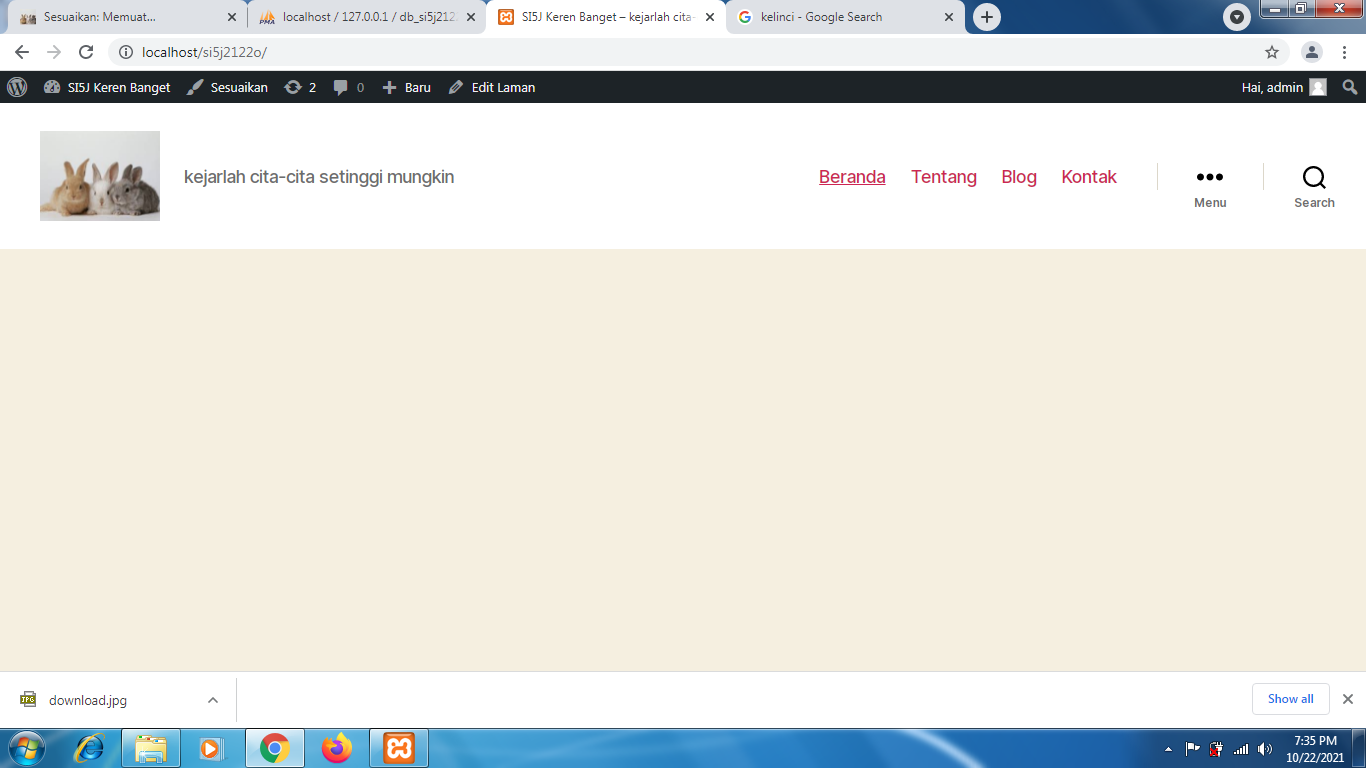 Sesuaikan: Memuat...
localhost / 127.0.0.1 / db_si5j212
SI5J Keren Banget – kejarlah cita-
kelinci - Google Search
localhost/si5j2122o/
SI5J Keren Banget
Sesuaikan
2
0
Baru
Edit Laman
Hai, admin
kejarlah cita-cita setinggi mungkin
Beranda
Tentang
Blog
Kontak
Menu
Search
JPG
download.jpg
Show all
7:35 PM
10/22/2021